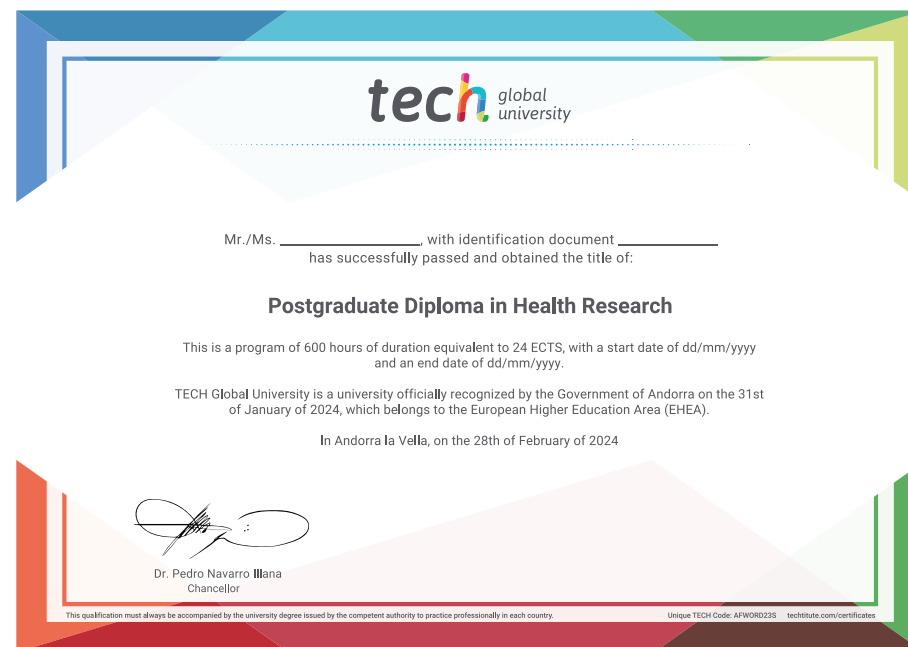 tech global
university
Mr./Ms. ____________________, with identification document ______________
has successfully passed and obtained the title of:
Postgraduate Diploma in Health Research
This is a program of 600 hours of duration equivalent to 24 ECTS, with a start date of dd/mm/yyyy
and an end date of dd/mm/yyyy.
TECH Global University is a university officially recognized by the Government of Andorra on the 31st
of January of 2024, which belongs to the European Higher Education Area (EHEA).
In Andorra la Vella, on the 28th of February of 2024
Dr. Pedro Navarro Illana
Chancellor
This qualification must always be accompanied by the university degree issued by the competent authority to practice professionally in each country. Unique TECH Code: AFWORD23S techtitute.com/certificates